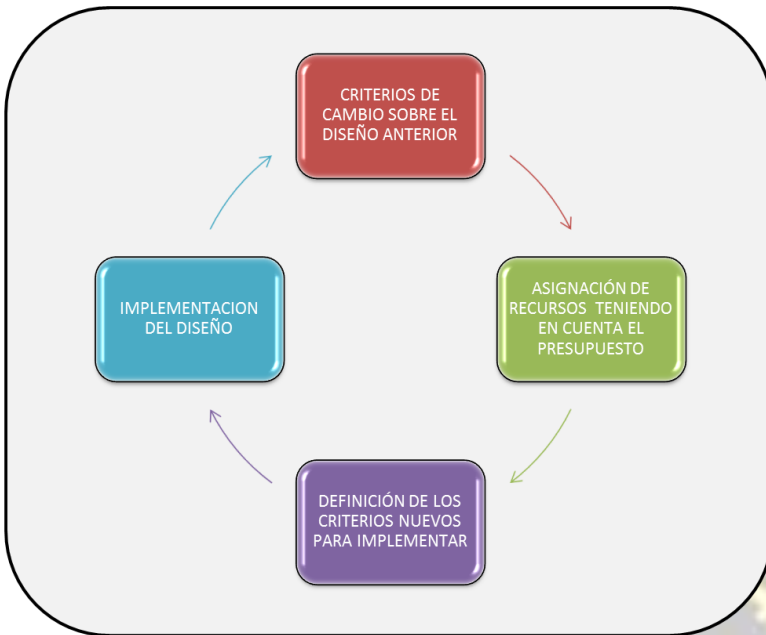 CRITERIOS DE
CAMBIO SOBRE EL
DISEÑO ANTERIOR
ASIGNACIÓN DE
RECURSOS TENIENDO
EN CUENTA EL
PRESUPUESTO
DEFINICIÓN DE LOS
CRITERIOS NUEVOS
PARA IMPLEMENTAR
IMPLEMENTACION
DEL DISEÑO